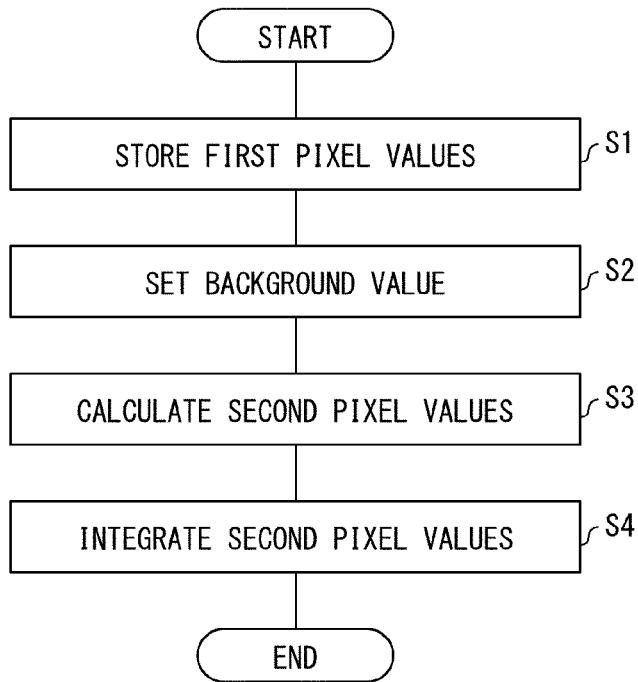 START
STORE FIRST PIXEL VALUES
S1
SET BACKGROUND VALUE
S2
CALCULATE SECOND PIXEL VALUES
S3
INTEGRATE SECOND PIXEL VALUES
S4
END